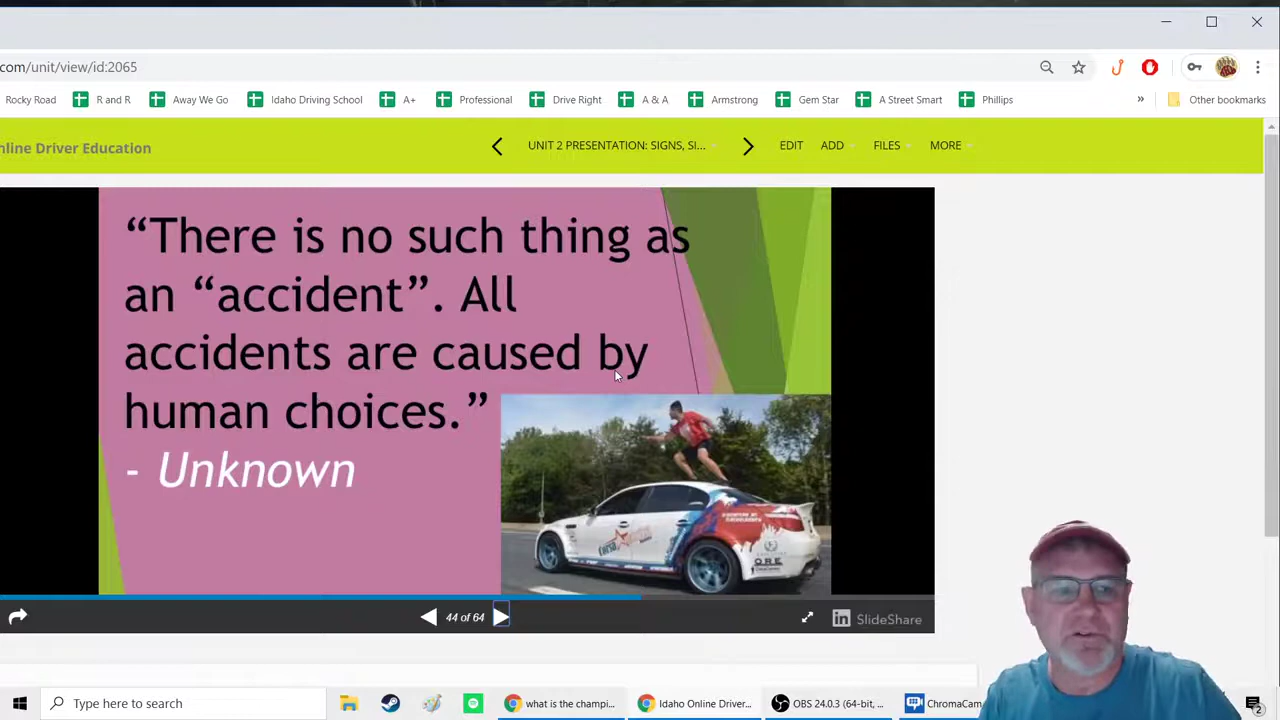 com/unit/view/id:2065
Rocky Road R and R Away We Go Idaho Driving School A+ Professional Drive Right A & A Armstrong Gem Star A Street Smart Phillips » Other bookmarks
nline Driver Education
UNIT 2 PRESENTATION: SIGNS, SI... EDIT ADD FILES MORE
“There is no such thing as
an “accident”. All
accidents are caused by
human choices.”
- Unknown
O.R.E.
44 of 64
in SlideShare
Type here to search
what is the champi...
Idaho Online Driver...
OBS 24.0.3 (64-bit, ...
ChromaCam
2